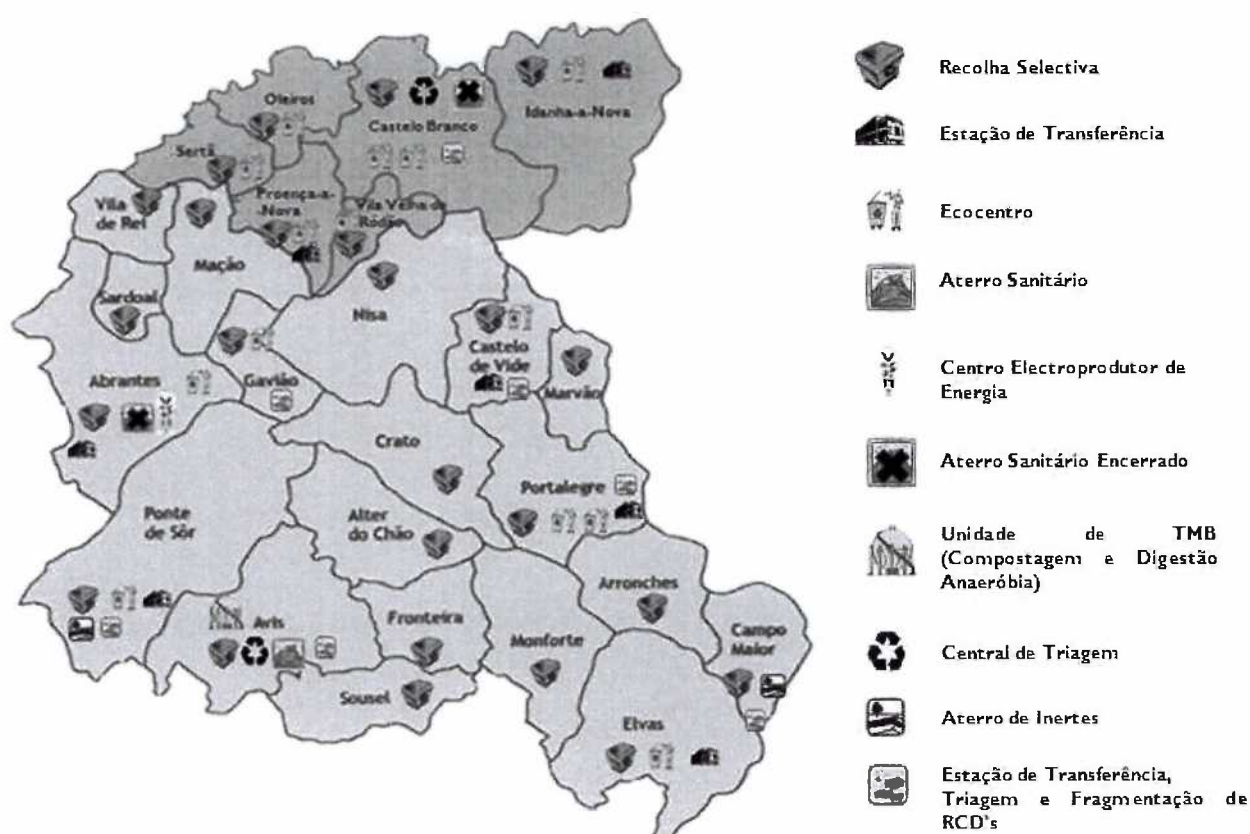 Oleiros
Castelo Branco
Idanha-a-Nova
Sertã
Proença-a-
-Nova
Vila Velha de
Ródão
Vila
de Rei
Mação
Sardoal
Nisa
Castelo
de Vide
Marvão
Gavião
Abrantes
Crato
Portalegre
Ponte
de Sôr
Alter
do Chão
Arronches
Avis
Fronteira
Monforte
Campo
Maior
Sousel
Elvas
Recolha Selectiva
Estação de Transferência
Ecocentro
Aterro Sanitário
Centro Electroprodutor de
Energia
Aterro Sanitário Encerrado
Unidade de TMB
(Compostagem e Digestão
Anaeróbia)
Central de Triagem
Aterro de Inertes
Estação de Transferência,
Triagem e Fragmentação de
RCD's